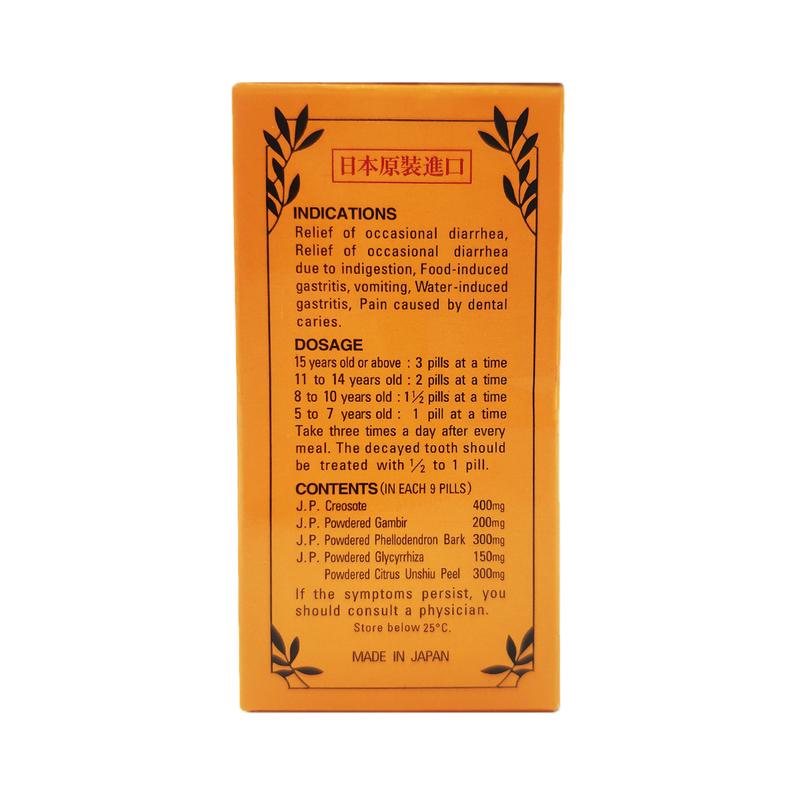 日本原裝進口
INDICATIONS
Relief of occasional diarrhea,
Relief of occasional diarrhea
due to indigestion, Food-induced
gastritis, vomiting, Water-induced
gastritis, Pain caused by dental
caries.
DOSAGE
15 years old or above : 3 pills at a time
11 to 14 years old : 2 pills at a time
8 to 10 years old : 1½ pills at a time
5 to 7 years old : 1 pill at a time
Take three times a day after every
meal. The decayed tooth should
be treated with ½ to 1 pill.
CONTENTS (IN EACH 9 PILLS)
J.P. Creosote 400mg
J.P. Powdered Gambir 200mg
J.P. Powdered Phellodendron Bark 300mg
J.P. Powdered Glycyrrhiza 150mg
Powdered Citrus Unshiu Peel 300mg
If the symptoms persist, you
should consult a physician.
Store below 25°C.
MADE IN JAPAN